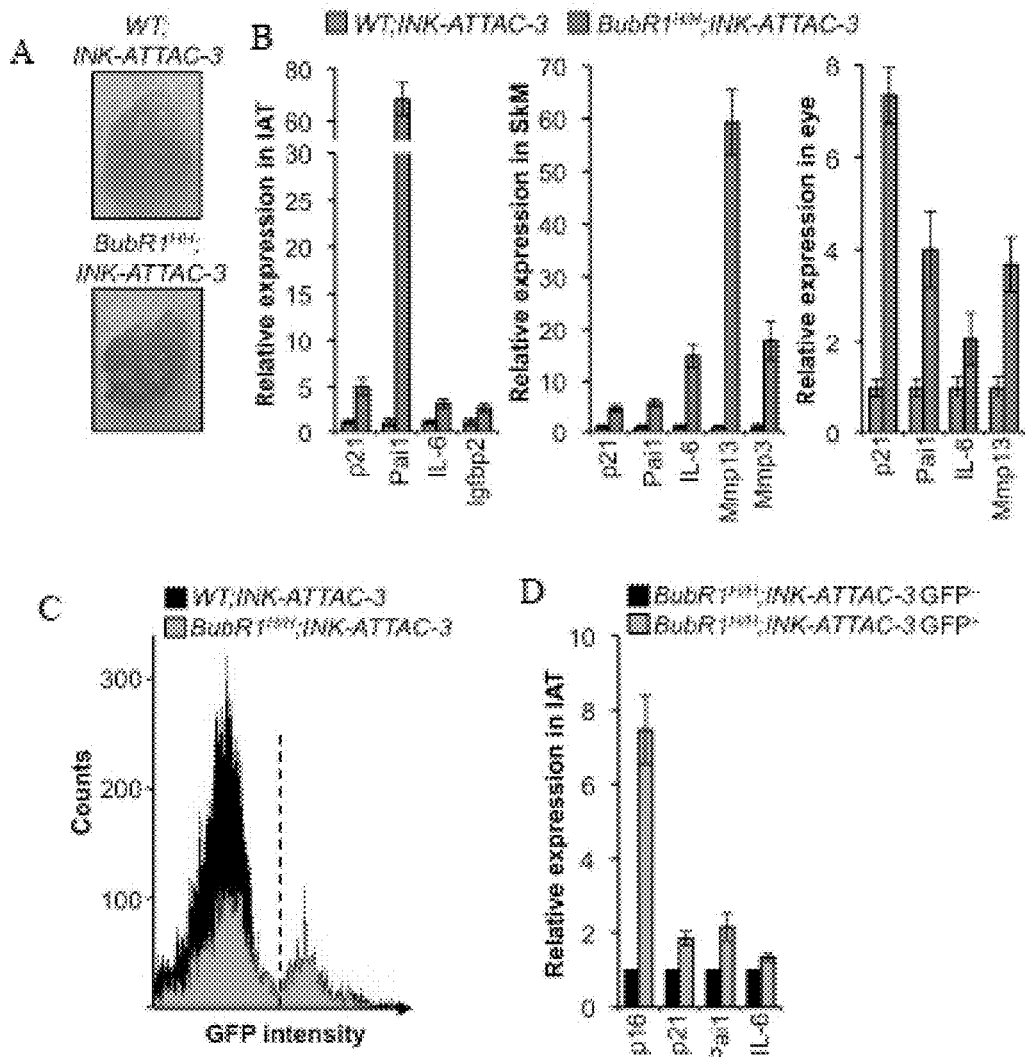 A
WT;
INK-ATTAC-3
BubR1ᴴ/ᴴ;
INK-ATTAC-3
B
WT;INK-ATTAC-3 BubR1ᴴ/ᴴ;INK-ATTAC-3
Relative expression in IAT
80
60
30
25
20
15
10
5
0
p21 Pai1 IL-6 Igfbp2
Relative expression in SkM
70
60
50
40
30
20
10
0
p21 Pai1 IL-6 Mmp13 Mmp3
Relative expression in eye
8
6
4
2
0
p21 Pai1 IL-6 Mmp13
C
WT;INK-ATTAC-3
BubR1ᴴ/ᴴ;INK-ATTAC-3
Counts
300
200
100
GFP intensity
D
BubR1ᴴ/ᴴ;INK-ATTAC-3 GFP⁻
BubR1ᴴ/ᴴ;INK-ATTAC-3 GFP⁺
Relative expression in IAT
10
8
6
4
2
0
p16 p21 Pai1 IL-6